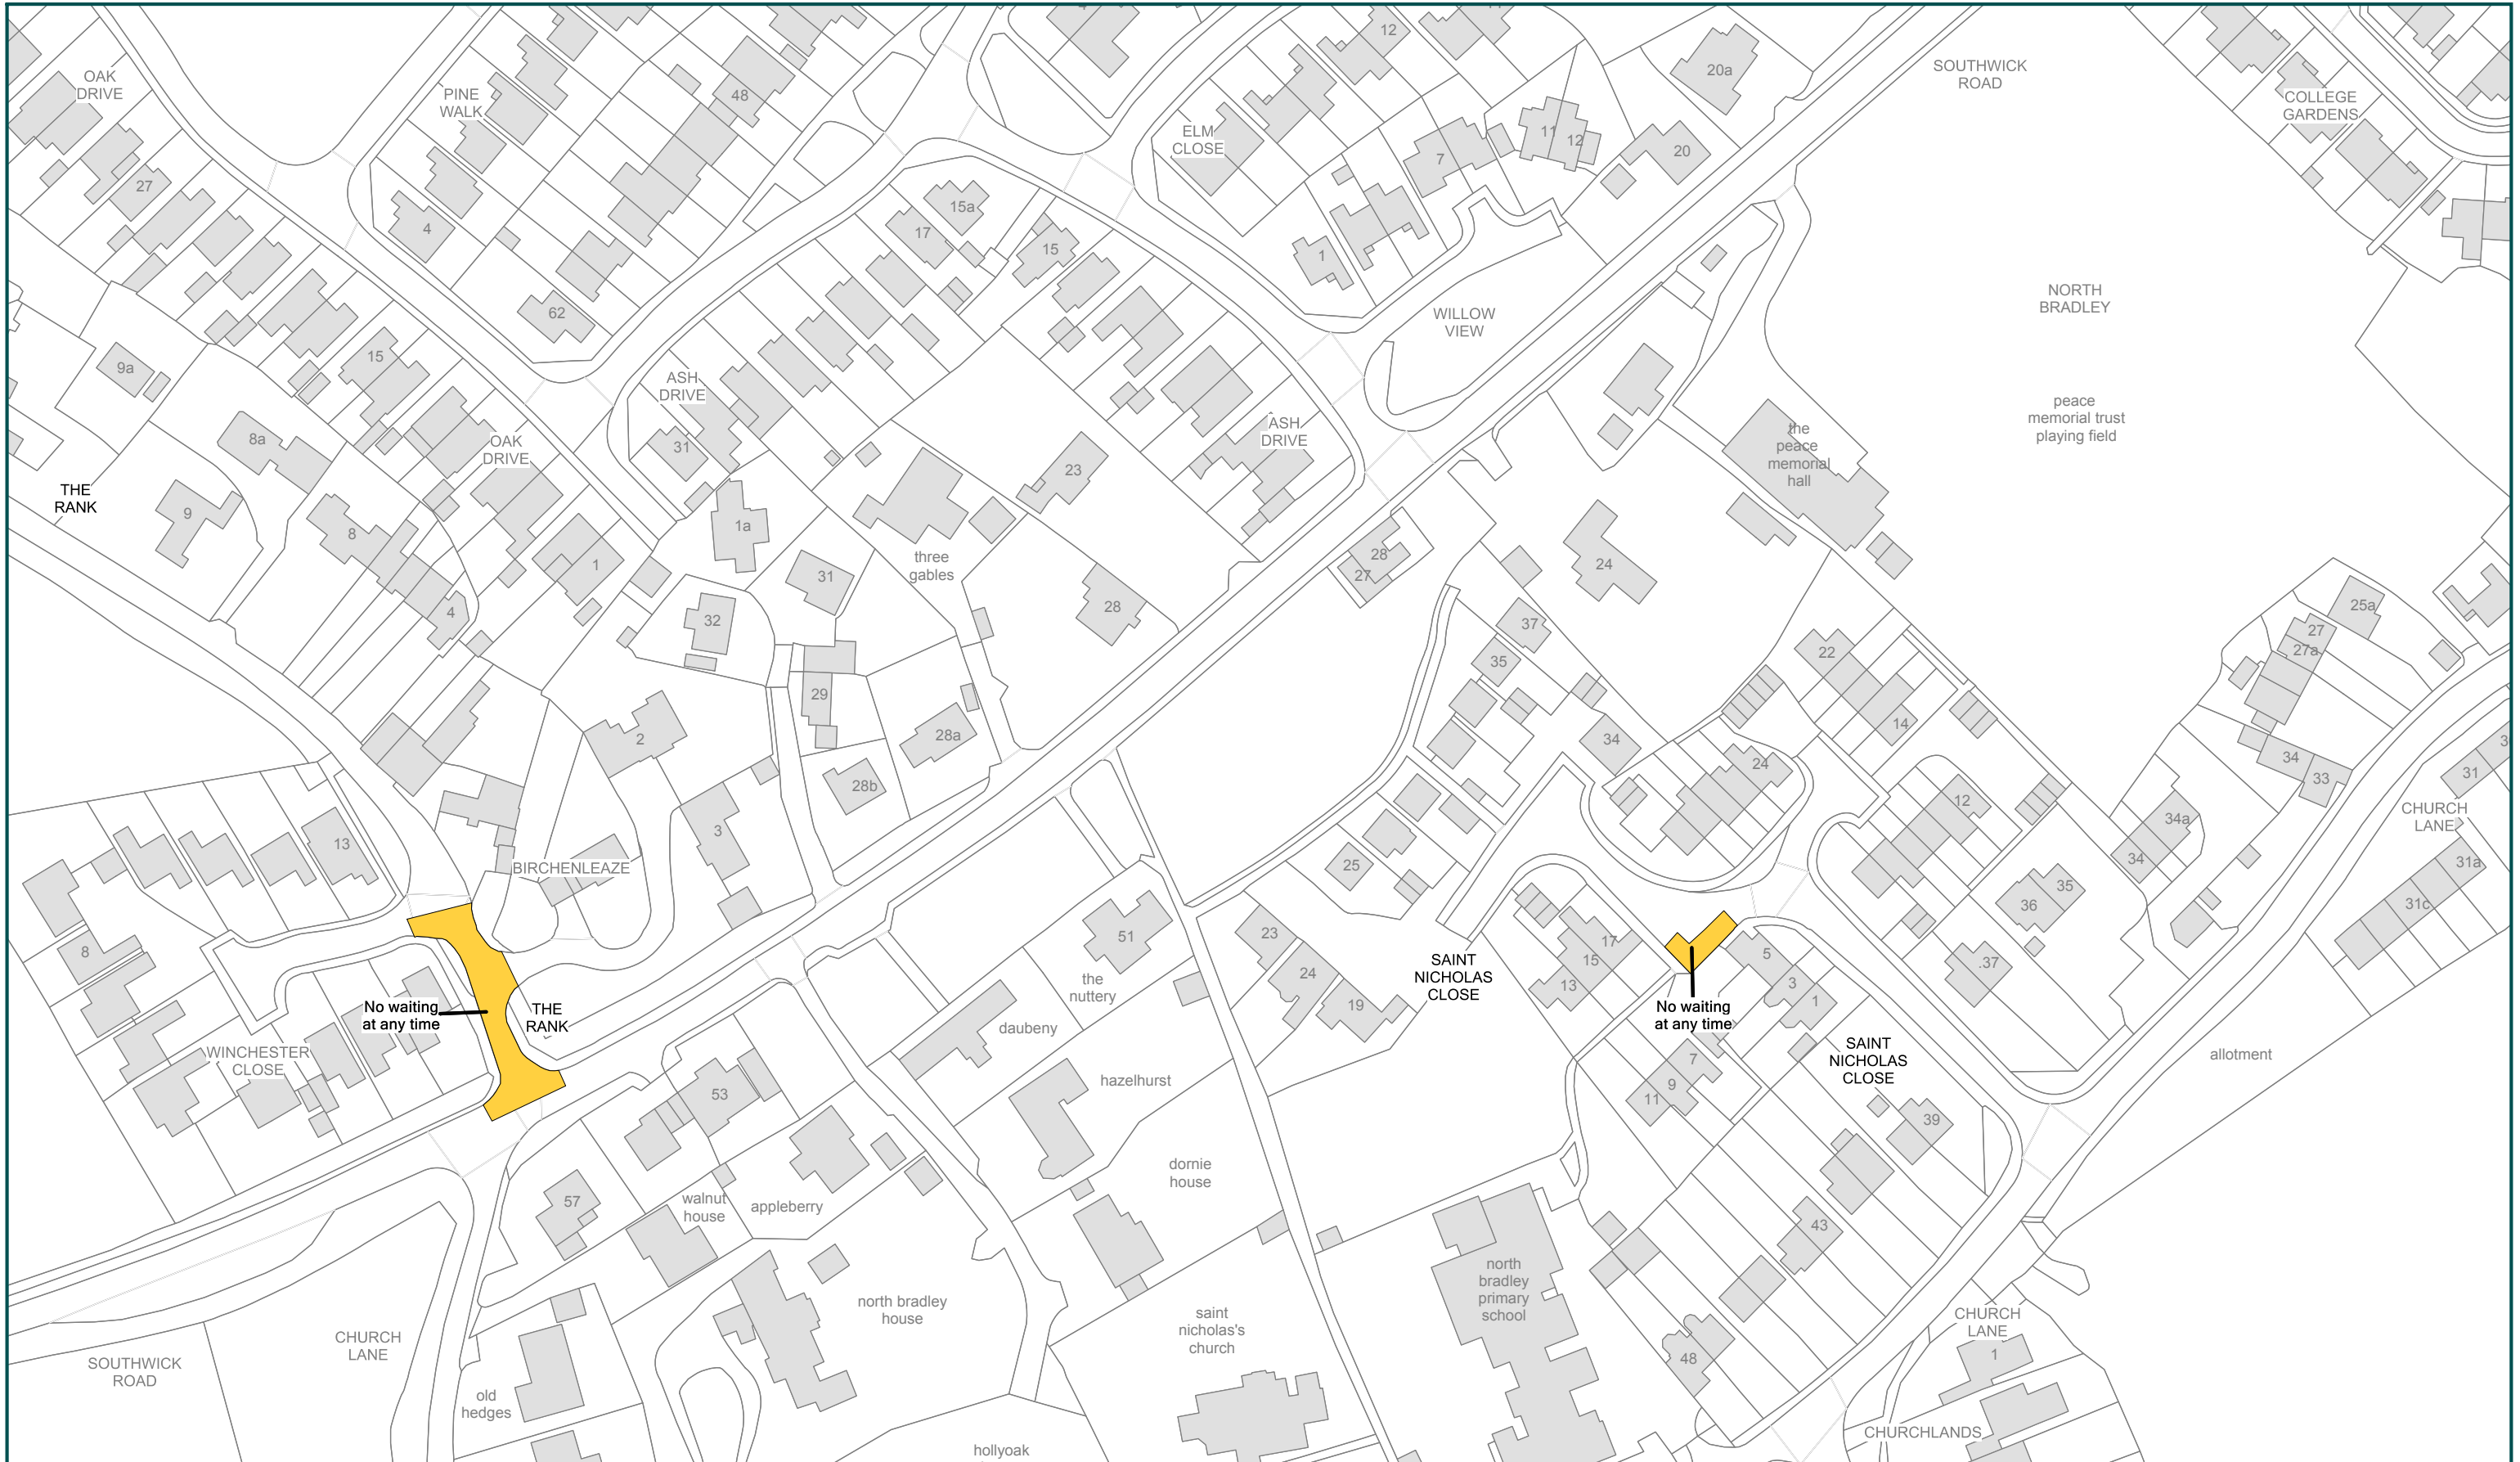 OAK
DRIVE
27
PINE
WALK
48
4
62
12
20a
SOUTHWICK
ROAD
COLLEGE
GARDENS
ELM
CLOSE
7
11
12
20
1
15a
17
15
WILLOW
VIEW
NORTH
BRADLEY
peace
memorial trust
playing field
9a
15
8a
ASH
DRIVE
31
OAK
DRIVE
ASH
DRIVE
the
peace
memorial
hall
THE
RANK
9
8
4
1
1a
31
32
three
gables
23
28
28
27
24
37
35
22
14
25a
27
27a
29
2
28a
28b
3
34
24
34
33
31
CHURCH
LANE
13
BIRCHENLEAZE
25
12
34a
34
31a
31c
8
51
the
nuttery
23
24
19
SAINT
NICHOLAS
CLOSE
17
15
13
5
3
1
36
35
37
No waiting
at any time
THE
RANK
WINCHESTER
CLOSE
daubeny
hazelhurst
No waiting
at any time
SAINT
NICHOLAS
CLOSE
allotment
7
9
11
39
53
57
walnut
house
appleberry
dornie
house
43
north bradley
house
saint
nicholas's
church
north
bradley
primary
school
CHURCH
LANE
1
48
CHURCH
LANE
SOUTHWICK
ROAD
old
hedges
hollyoak
CHURCHLANDS